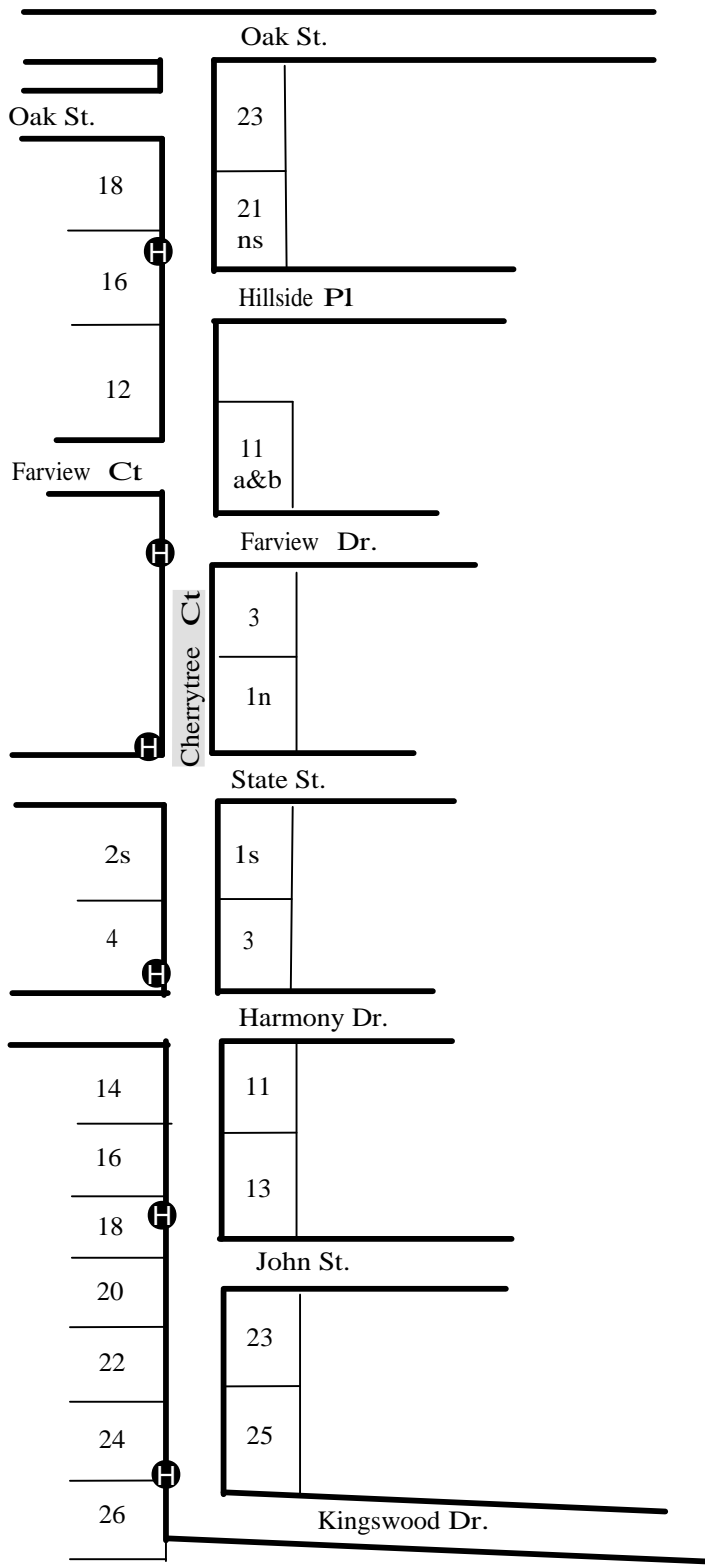 Oak St.
23
Oak St.
18
21
ns
H
16
Hillside Pl
12
11
a&b
Farview Ct
Farview Dr.
H
3
Cherrytree Ct
1n
H
State St.
2s
1s
4
3
H
Harmony Dr.
14
11
16
13
H
18
John St.
20
23
22
25
24
H
26
Kingswood Dr.